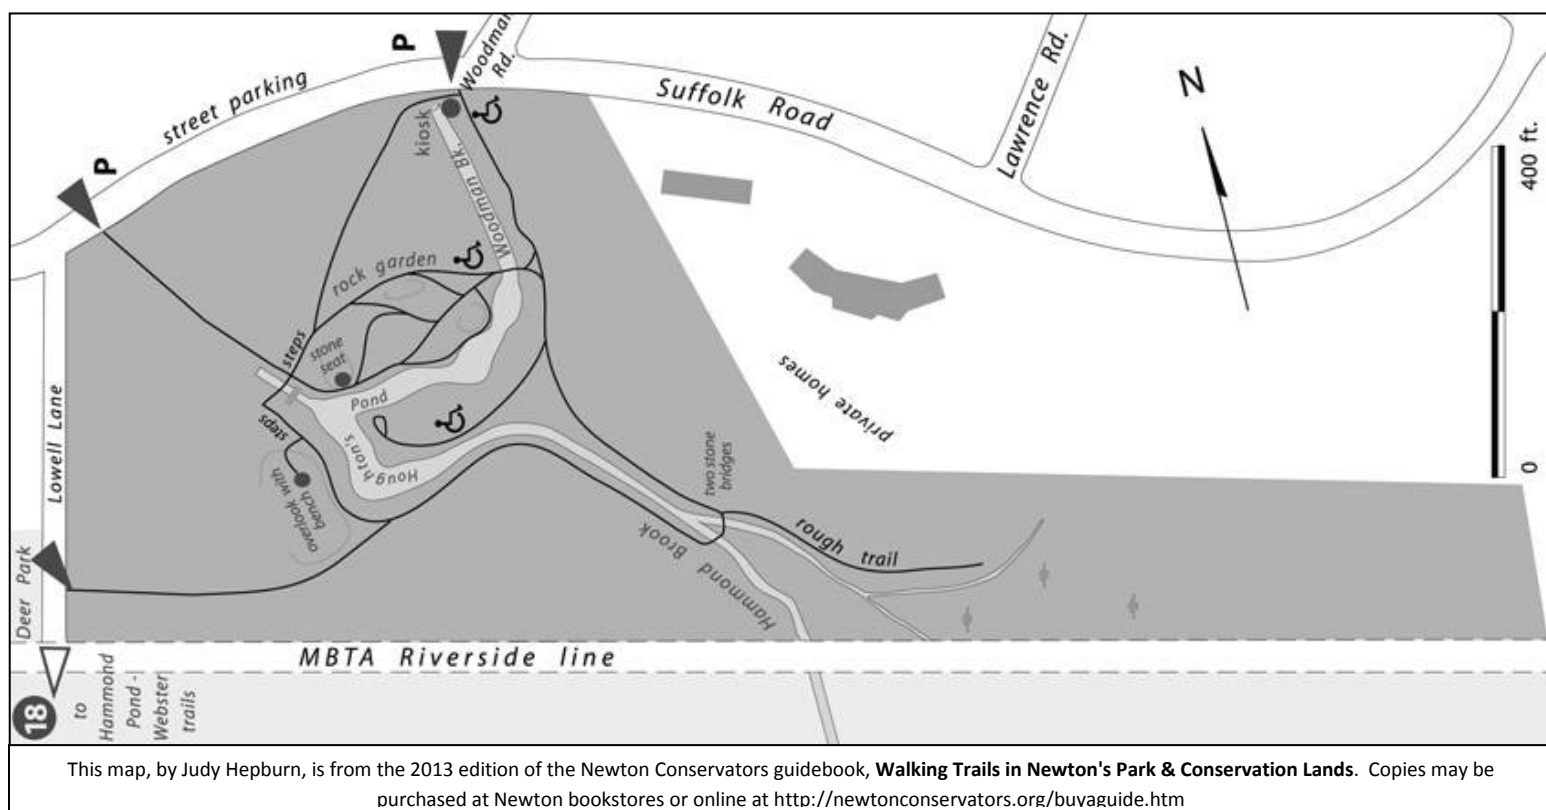 P
Woodman
Rd.
street parking
Suffolk Road
Lawrence Rd.
N
P
kiosk
Woodman Bk.
400 ft.
rock garden
steps
stone
seat
Lowell Lane
Pond
private homes
steps
Houghton's
two stone
bridges
overlook with
bench
0
rough trail
Hammond Brook
Deer Park
MBTA Riverside line
18
to
Hammond
Pond -
Webster
trails
This map, by Judy Hepburn, is from the 2013 edition of the Newton Conservators guidebook, Walking Trails in Newton's Park & Conservation Lands. Copies may be
purchased at Newton bookstores or online at http://newtonconservators.org/buyaguide.htm